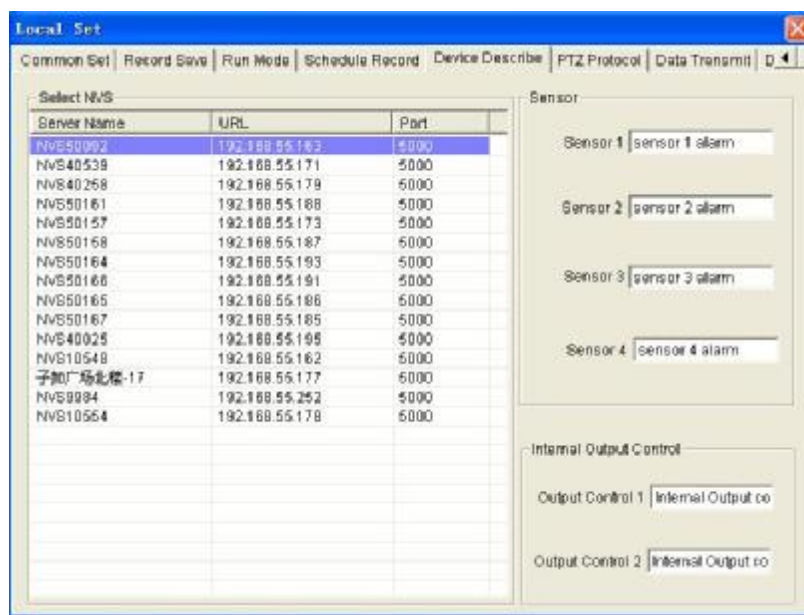 Local Set
Common Set Record Save Run Mode Schedule Record Device Describe PTZ Protocol Data Transmit D
Select NVS
Server Name URL Port
NVS50092 192.168.55.163 5000
NVS40539 192.168.55.171 5000
NVS40258 192.168.55.179 5000
NVS50161 192.168.55.188 5000
NVS50157 192.168.55.173 5000
NVS50158 192.168.55.187 5000
NVS50164 192.168.55.193 5000
NVS50166 192.168.55.191 5000
NVS50165 192.168.55.186 5000
NVS50167 192.168.55.185 5000
NVS40025 192.168.55.195 5000
NVS10548 192.168.55.162 5000
广场北楼-17 192.168.55.177 5000
NVS9984 192.168.55.252 5000
NVS10554 192.168.55.178 5000
Sensor
Sensor 1 sensor 1 alarm
Sensor 2 sensor 2 alarm
Sensor 3 sensor 3 alarm
Sensor 4 sensor 4 alarm
Internal Output Control
Output Control 1 Internal Output co
Output Control 2 Internal Output co